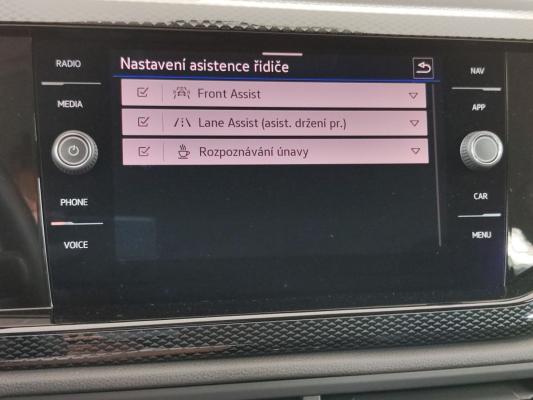 RADIO
MEDIA
PHONE
VOICE
Nastavení asistence řidiče
Front Assist
Lane Assist (asist. držení pr.)
Rozpoznávání únavy
NAV
APP
CAR
MENU